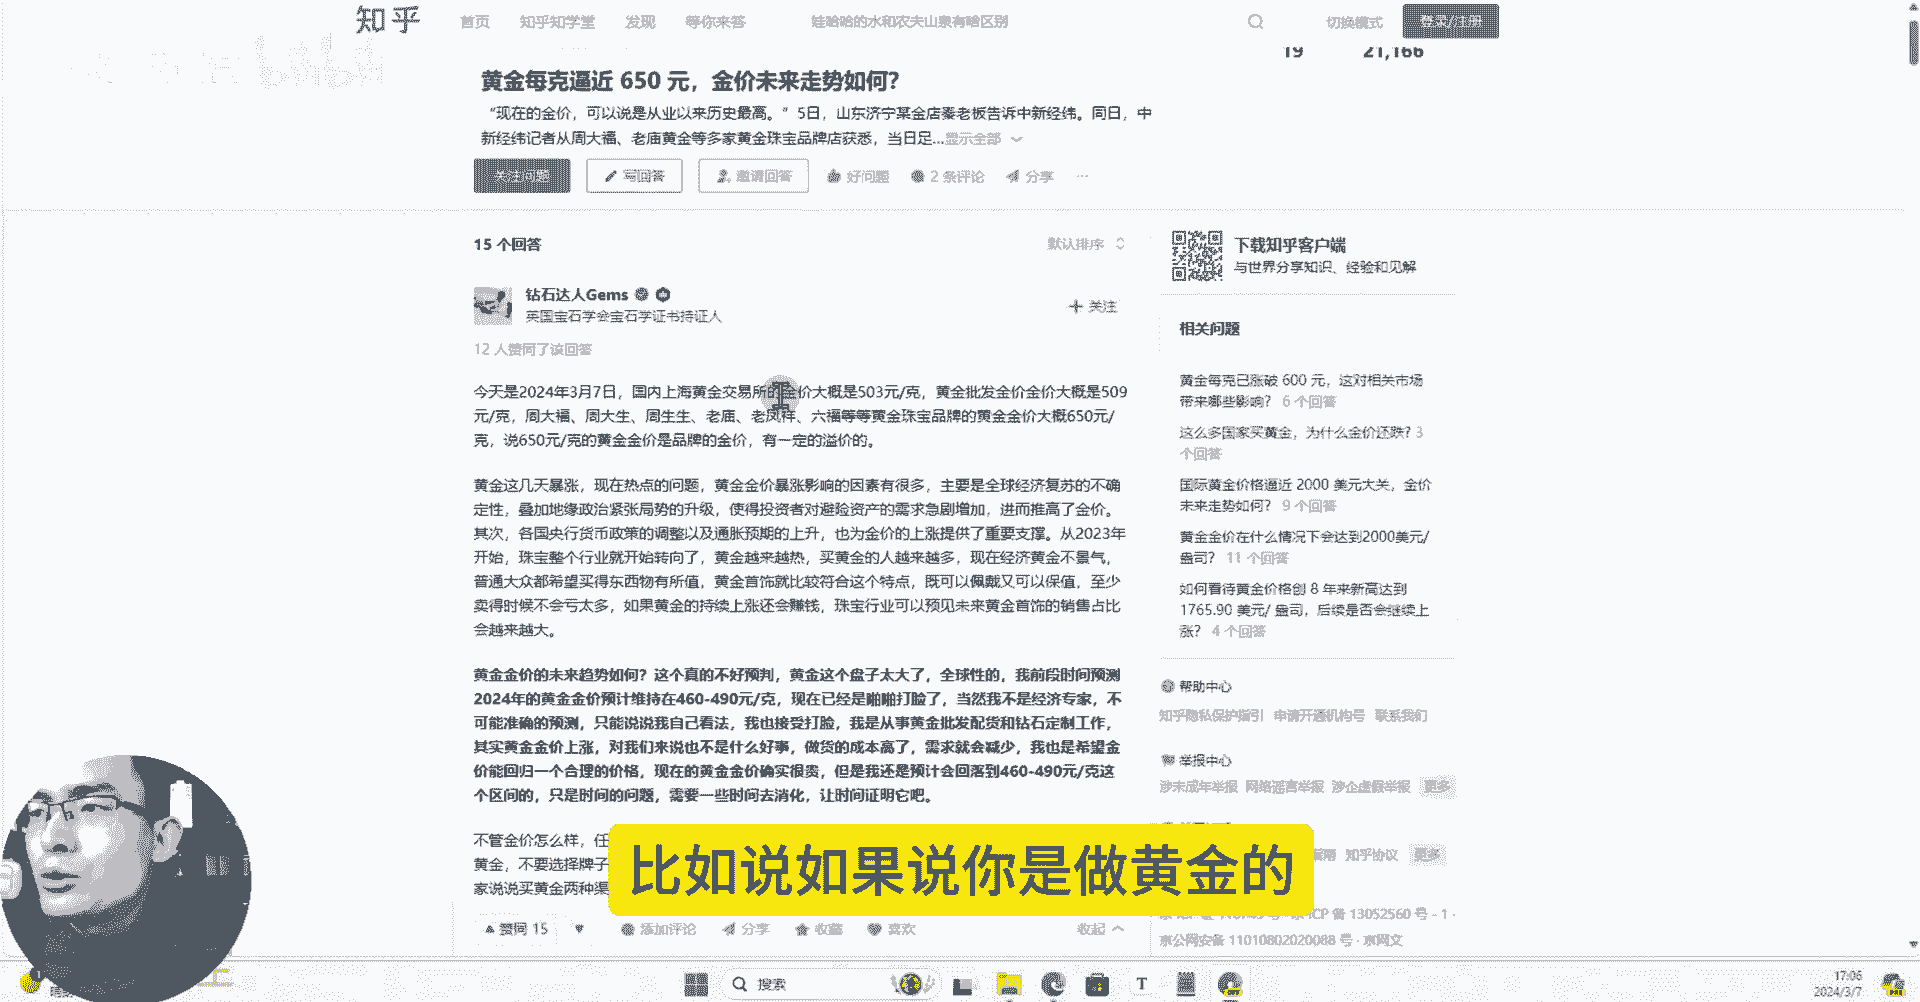 知乎 首页 知乎知学堂 发现 等你来答 娃哈哈的水和农夫山泉有啥区别 切换模式 登录/注册
19 21,166
黄金每克逼近 650 元，金价未来走势如何？
“现在的金价，可以说是从业以来历史最高。”5日，山东济宁某金店秦老板告诉中新经纬。同日，中
新经纬记者从周大福、老庙黄金等多家黄金珠宝品牌店获悉，当日足...显示全部
关注问题 写回答 邀请回答 好问题 2 条评论 分享 ...
15 个回答 默认排序
钻石达人Gems
英国宝石学会宝石学证书持证人
+ 关注
12 人赞同了该回答
今天是2024年3月7日，国内上海黄金交易所的金价大概是503元/克，黄金批发金价金价大概是509
元/克，周大福、周大生、周生生、老庙、老凤祥、六福等等黄金珠宝品牌的黄金金价大概650元/
克，说650元/克的黄金金价是品牌的金价，有一定的溢价的。
黄金这几天暴涨，现在热点的问题，黄金金价暴涨影响的因素有很多，主要是全球经济复苏的不确
定性，叠加地缘政治紧张局势的升级，使得投资者对避险资产的需求急剧增加，进而推高了金价。
其次，各国央行货币政策的调整以及通胀预期的上升，也为金价的上涨提供了重要支撑。从2023年
开始，珠宝整个行业就开始转向了，黄金越来越热，买黄金的人越来越多，现在经济黄金不景气，
普通大众都希望买得东西物有所值，黄金首饰就比较符合这个特点，既可以佩戴又可以保值，至少
卖得时候不会亏太多，如果黄金的持续上涨还会赚钱，珠宝行业可以预见未来黄金首饰的销售占比
会越来越大。
黄金金价的未来趋势如何？这个真的不好预判，黄金这个盘子太大了，全球性的，我前段时间预测
2024年的黄金金价预计维持在460-490元/克，现在已经是啪啪打脸了，当然我不是经济专家，不
可能准确的预测，只能说说我自己看法，我也接受打脸，我是从事黄金批发配货和钻石定制工作，
其实黄金金价上涨，对我们来说也不是什么好事，做货的成本高了，需求就会减少，我也是希望金
价能回归一个合理的价格，现在的黄金金价确实很贵，但是我还是预计会回落到460-490元/克这
个区间的，只是时间的问题，需要一些时间去消化，让时间证明它吧。
不管金价怎么样，任
黄金，不要选择牌子
家说说买黄金两种渠
赞同 15 添加评论 分享 收藏 喜欢 收起
下载知乎客户端
与世界分享知识、经验和见解
相关问题
黄金每克已涨破 600 元，这对相关市场
带来哪些影响？ 6 个回答
这么多国家买黄金，为什么金价还跌？ 3
个回答
国际黄金价格逼近 2000 美元大关，金价
未来走势如何？ 9 个回答
黄金金价在什么情况下会达到2000美元/
盎司？ 11 个回答
如何看待黄金价格创 8 年来新高达到
1765.90 美元/ 盎司，后续是否会继续上
涨？ 4 个回答
帮助中心
知乎隐私保护指引 申请开通机构号 联系我们
举报中心
涉未成年举报 网络谣言举报 涉企虚假举报 更多
知乎协议 更多
ICP 备 13052560 号 - 1 ·
京公网安备 11010802020088 号 · 京网文
比如说如果说你是做黄金的
搜索
17:06
2024/3/7